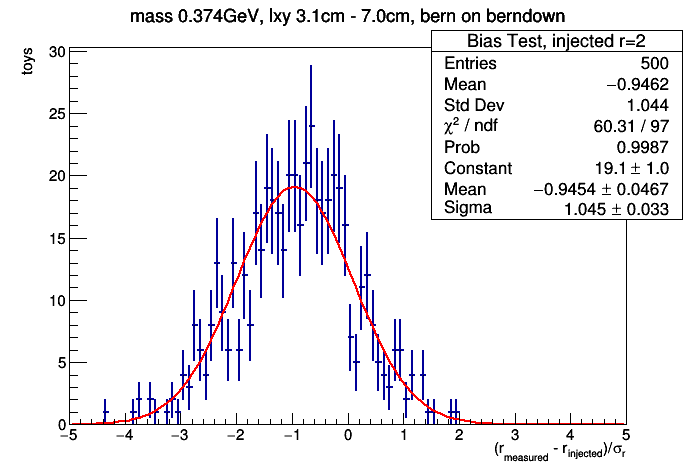 mass 0.374GeV, lxy 3.1cm - 7.0cm, bern on berndown
Bias Test, injected r=2
Entries 500
Mean −0.9462
Std Dev 1.044
χ² / ndf 60.31 / 97
Prob 0.9987
Constant 19.1 ± 1.0
Mean −0.9454 ± 0.0467
Sigma 1.045 ± 0.033
toys
30
25
20
15
10
5
0
−5 −4 −3 −2 −1 0 1 2 3 4 5
(r_measured - r_injected)/σ_r